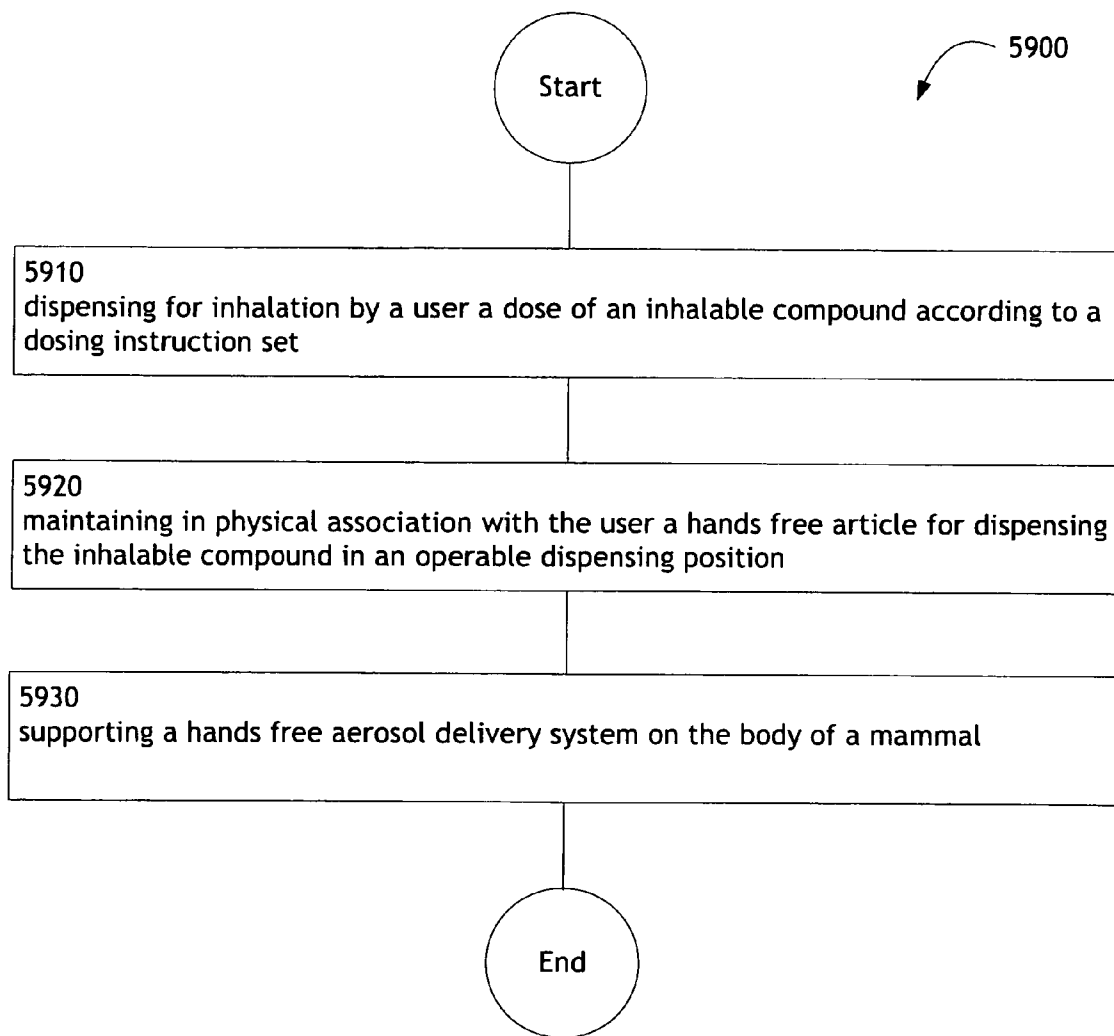 5900
Start
5910
dispensing for inhalation by a user a dose of an inhalable compound according to a
dosing instruction set
5920
maintaining in physical association with the user a hands free article for dispensing
the inhalable compound in an operable dispensing position
5930
supporting a hands free aerosol delivery system on the body of a mammal
End